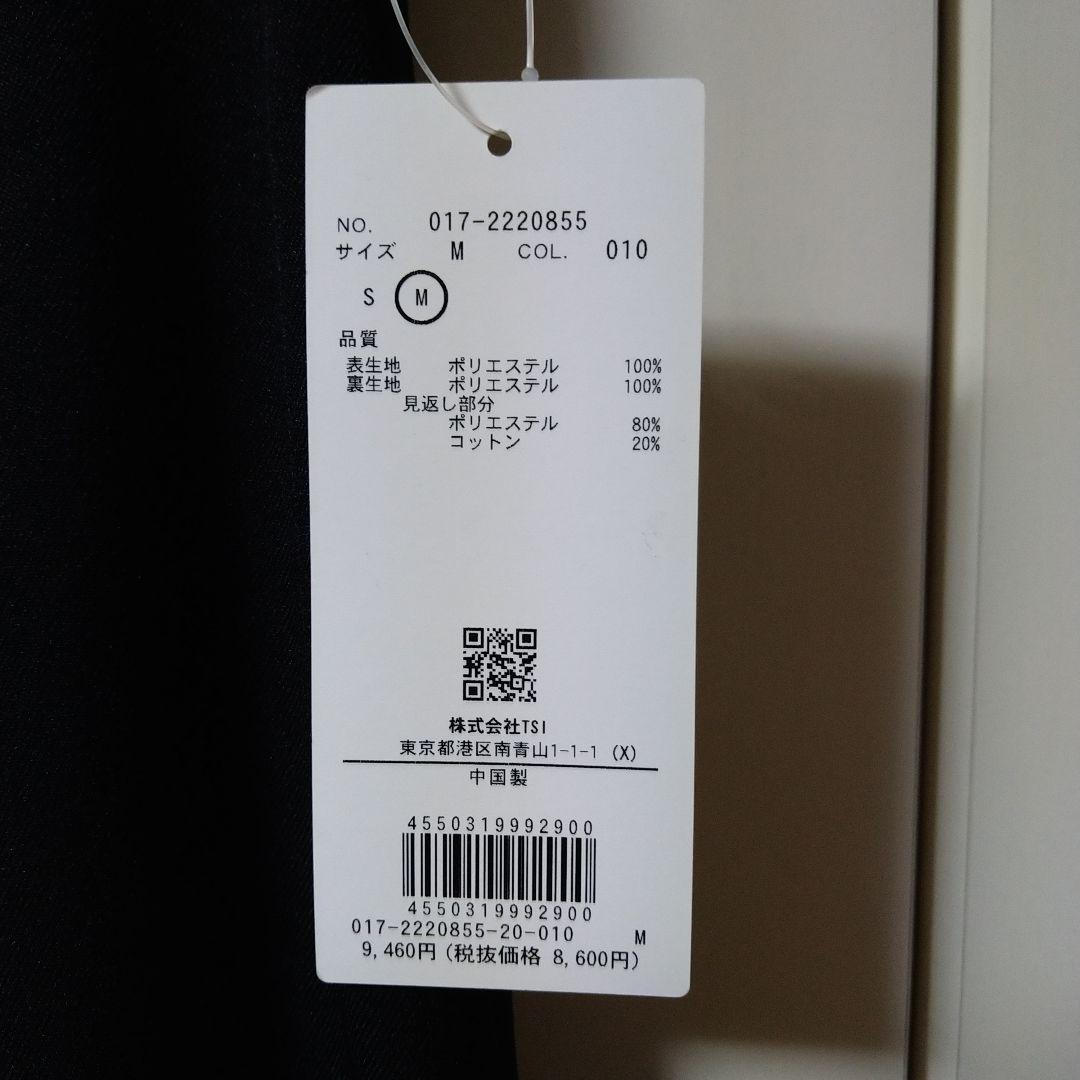 NO. 017-2220855
サイズ M COL. 010
S M
品質
表生地 ポリエステル 100%
裏生地 ポリエステル 100%
見返し部分
ポリエステル 80%
コットン 20%
株式会社TSI
東京都港区南青山1-1-1 (X)
中国製
4550319992900
4550319992900
017-2220855-20-010 M
9,460円(税抜価格 8,600円)